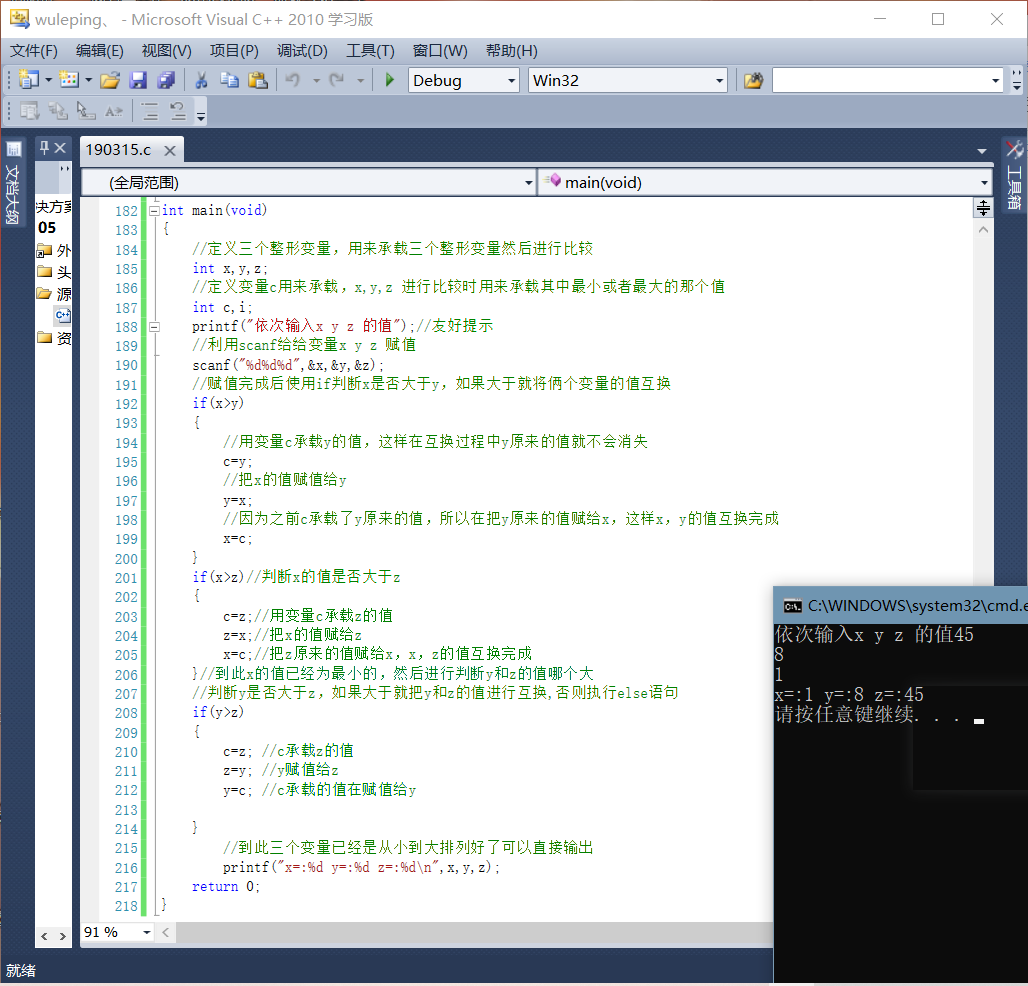 wuleping、 - Microsoft Visual C++ 2010 学习版
文件(F) 编辑(E) 视图(V) 项目(P) 调试(D) 工具(T) 窗口(W) 帮助(H)
Debug Win32
190315.c
文档大纲
工具箱
(全局范围) main(void)
决方案
05
外
头
源
资
182 int main(void)
183 {
184 //定义三个整形变量，用来承载三个整形变量然后进行比较
185 int x,y,z;
186 //定义变量c用来承载，x,y,z 进行比较时用来承载其中最小或者最大的那个值
187 int c,i;
188 printf("依次输入x y z 的值");//友好提示
189 //利用scanf给给变量x y z 赋值
190 scanf("%d%d%d",&x,&y,&z);
191 //赋值完成后使用if判断x是否大于y，如果大于就将俩个变量的值互换
192 if(x>y)
193 {
194 //用变量c承载y的值，这样在互换过程中y原来的值就不会消失
195 c=y;
196 //把x的值赋值给y
197 y=x;
198 //因为之前c承载了y原来的值，所以在把y原来的值赋给x，这样x，y的值互换完成
199 x=c;
200 }
201 if(x>z)//判断x的值是否大于z
202 {
203 c=z;//用变量c承载z的值
204 z=x;//把x的值赋给z
205 x=c;//把z原来的值赋给x，x，z的值互换完成
206 }//到此x的值已经为最小的，然后进行判断y和z的值哪个大
207 //判断y是否大于z，如果大于就把y和z的值进行互换,否则执行else语句
208 if(y>z)
209 {
210 c=z; //c承载z的值
211 z=y; //y赋值给z
212 y=c; //c承载的值在赋值给y
213
214 }
215 //到此三个变量已经是从小到大排列好了可以直接输出
216 printf("x=:%d y=:%d z=:%d\n",x,y,z);
217 return 0;
218 }
91 %
就绪
C:\WINDOWS\system32\cmd.e
依次输入x y z 的值45
8
1
x=:1 y=:8 z=:45
请按任意键继续. . .